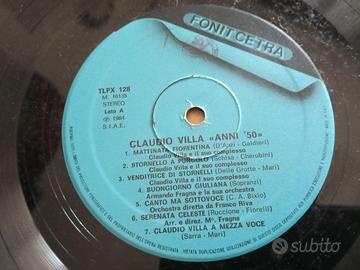 FONIT CETRA
TLPX 128
M. 16135
STEREO
Lato A
℗ 1984
S.I.A.E.
CLAUDIO VILLA «ANNI '50»
1. MATTINATA FIORENTINA (D'Anzi - Galdieri)
Claudio Villa e il suo complesso
2. STORNELLO A PUNGOLO (Schisa - Cherubini)
Claudio Villa e il suo complesso
3. VENDITRICE DI STORNELLI (Delle Grotte - Mari)
Claudio Villa e il suo complesso
4. BUONGIORNO GIULIANA (Sopranzi)
Armando Fragna e la sua orchestra
5. CANTO MA SOTTOVOCE (C. A. Bixio)
Orchestra diretta da Franco Riva
6. SERENATA CELESTE (Ruccione - Fiorelli)
Arr. e direz. M° Fragna
7. CLAUDIO VILLA A MEZZA VOCE
(Sarra - Mari)
subito